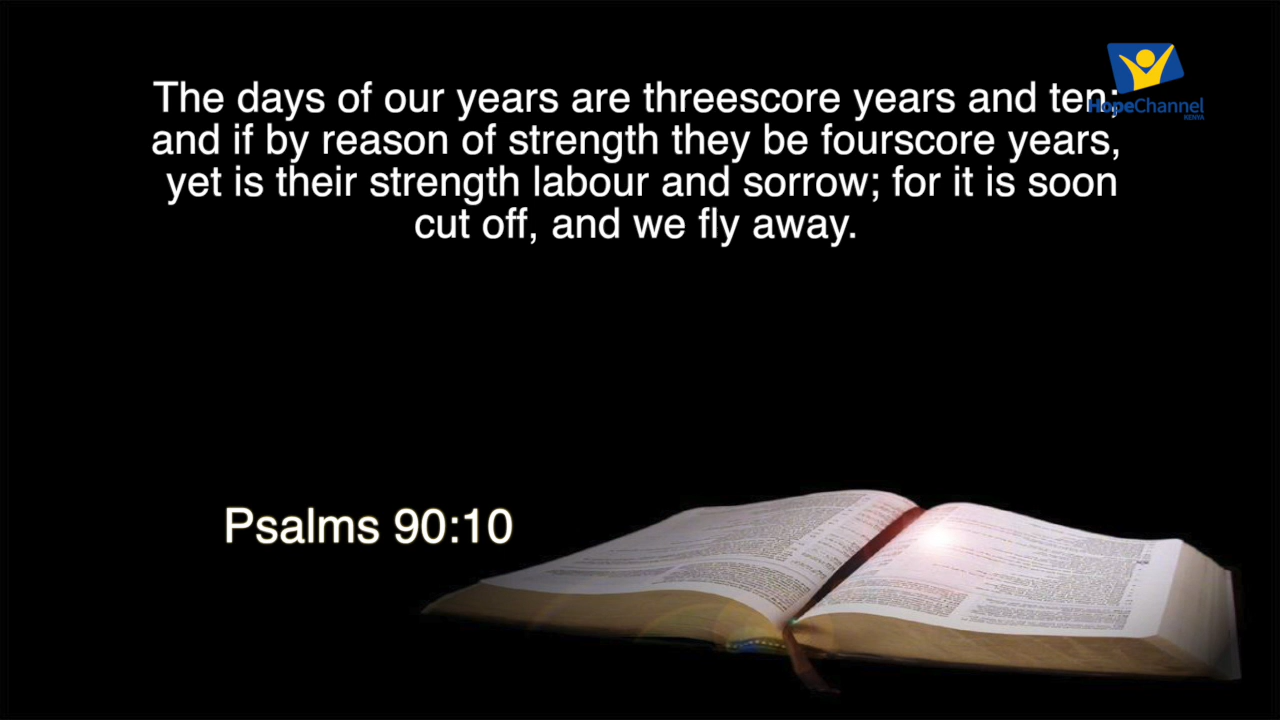 The days of our years are threescore years and ten;
and if by reason of strength they be fourscore years,
yet is their strength labour and sorrow; for it is soon
cut off, and we fly away.
HopeChannel
KENYA
Psalms 90:10